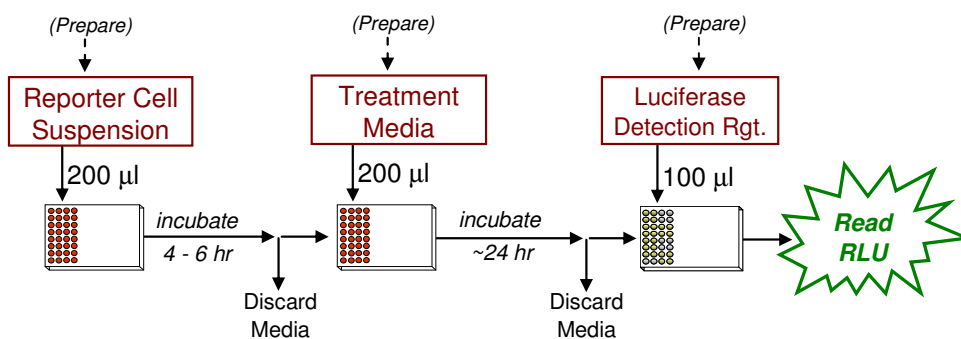 (Prepare)
(Prepare)
(Prepare)
Reporter Cell
Suspension
Treatment
Media
Luciferase
Detection Rgt.
200 µl
200 µl
100 µl
incubate
4 - 6 hr
incubate
~24 hr
Read
RLU
Discard
Media
Discard
Media